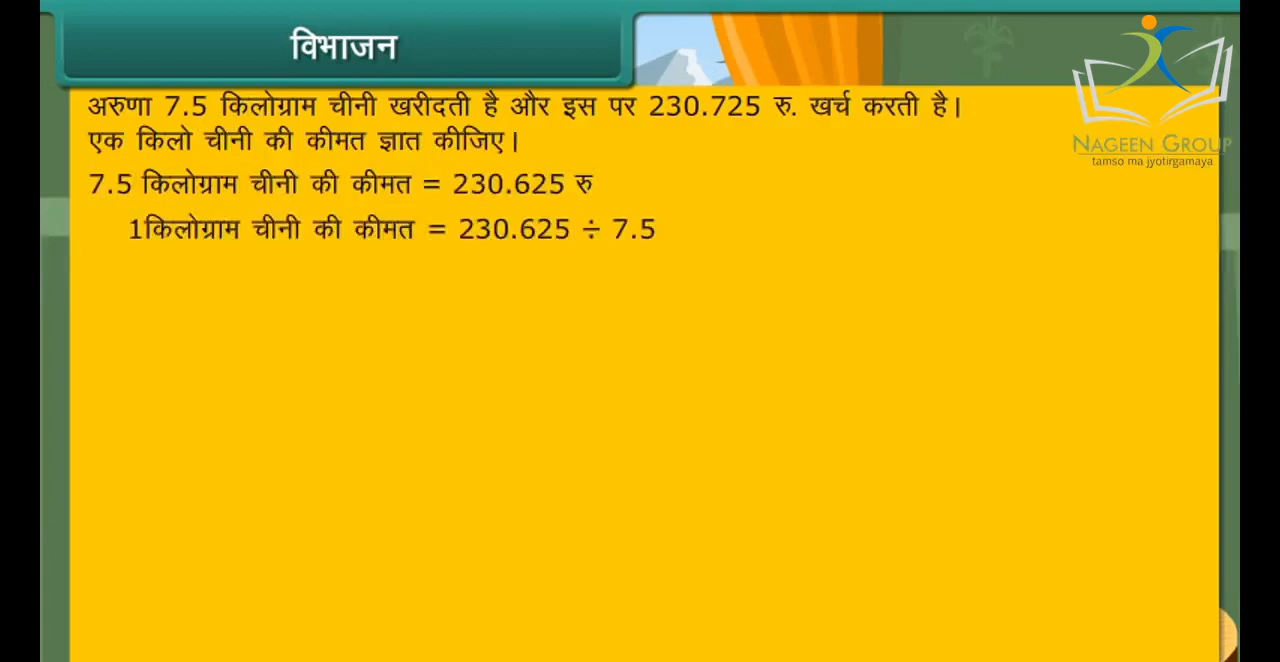 विभाजन
अरुणा 7.5 किलोग्राम चीनी खरीदती है और इस पर 230.725 रु. खर्च करती है।
एक किलो चीनी की कीमत ज्ञात कीजिए।
7.5 किलोग्राम चीनी की कीमत = 230.625 रु
1किलोग्राम चीनी की कीमत = 230.625 ÷ 7.5
NAGEEN GROUP
tamso ma jyotirgamaya